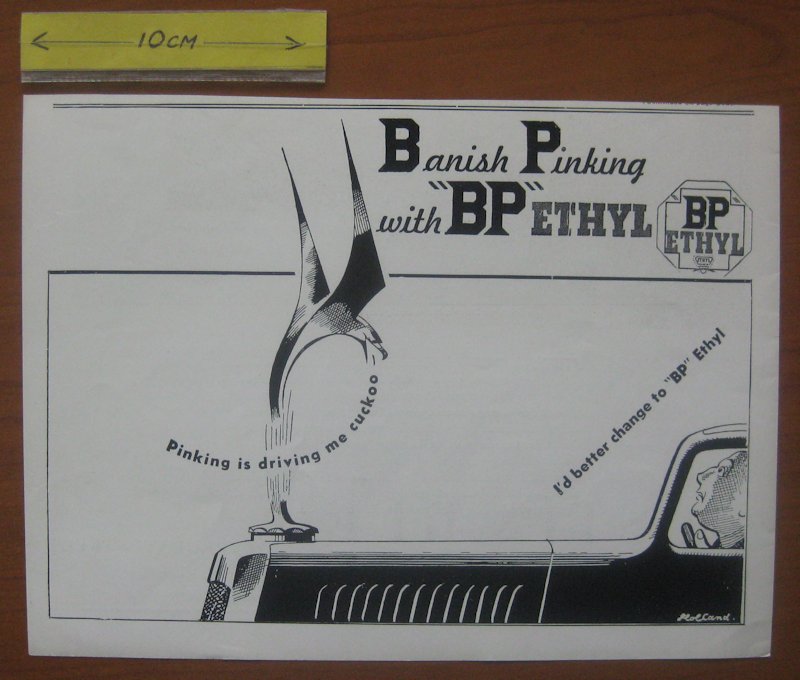 10CM
Banish Pinking
with "BP" ETHYL
BP
ETHYL
Pinking is driving me cuckoo
I'd better change to "BP" Ethyl
Holland.